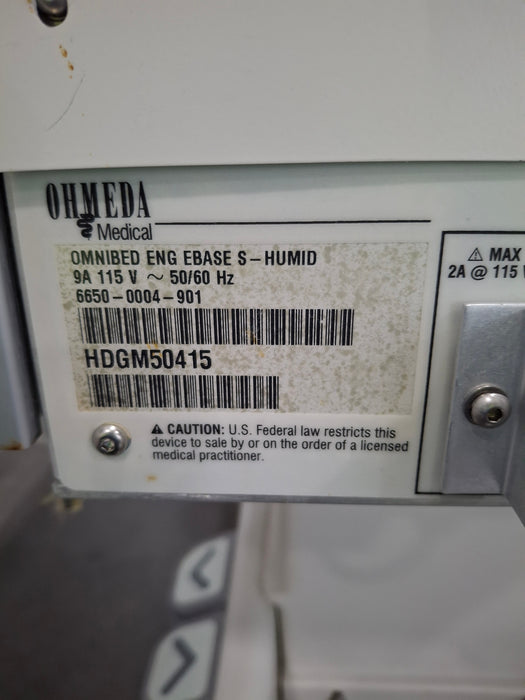 OHMEDA
Medical
OMNIBED ENG EBASE S-HUMID
9A 115 V ~ 50/60 Hz
6650-0004-901
HDGM50415
⚠ CAUTION: U.S. Federal law restricts this
device to sale by or on the order of a licensed
medical practitioner.
⚠ MAX
2A @ 115 V